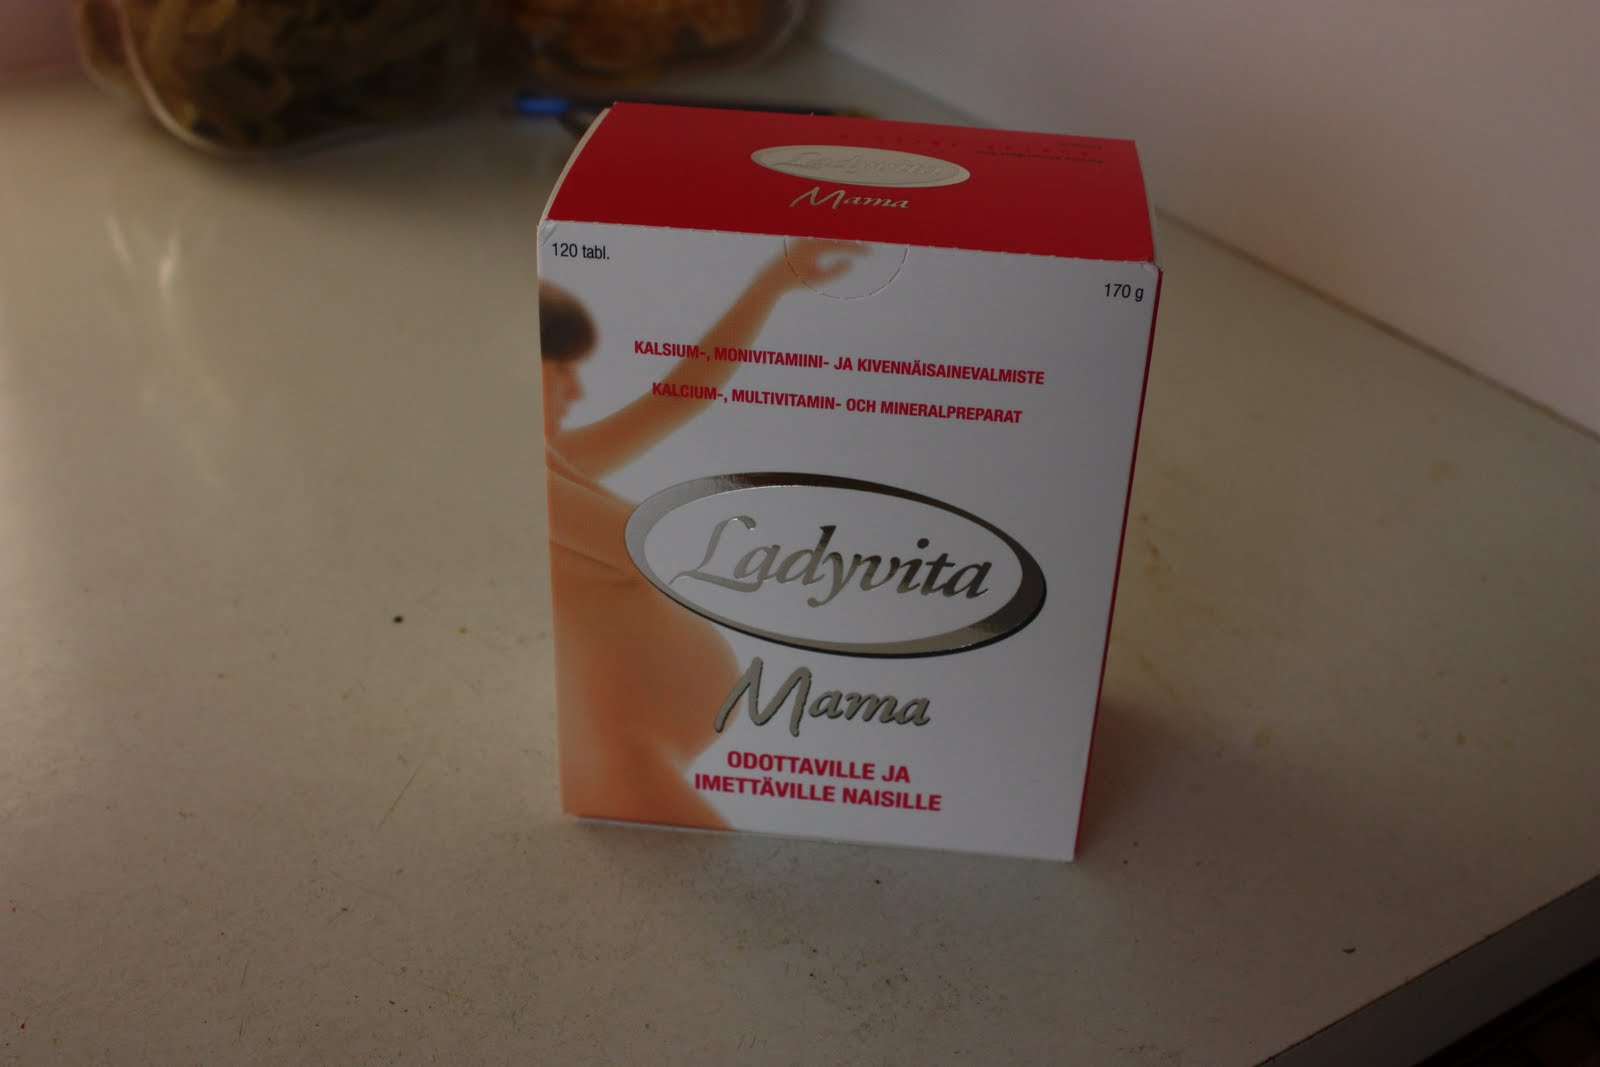 Ladyvita
Mama
120 tabl.
170 g
KALSIUM-, MONIVITAMIINI- JA KIVENNÄISAINEVALMISTE
KALCIUM-, MULTIVITAMIN- OCH MINERALPREPARAT
Ladyvita
Mama
ODOTTAVILLE JA
IMETTÄVILLE NAISILLE